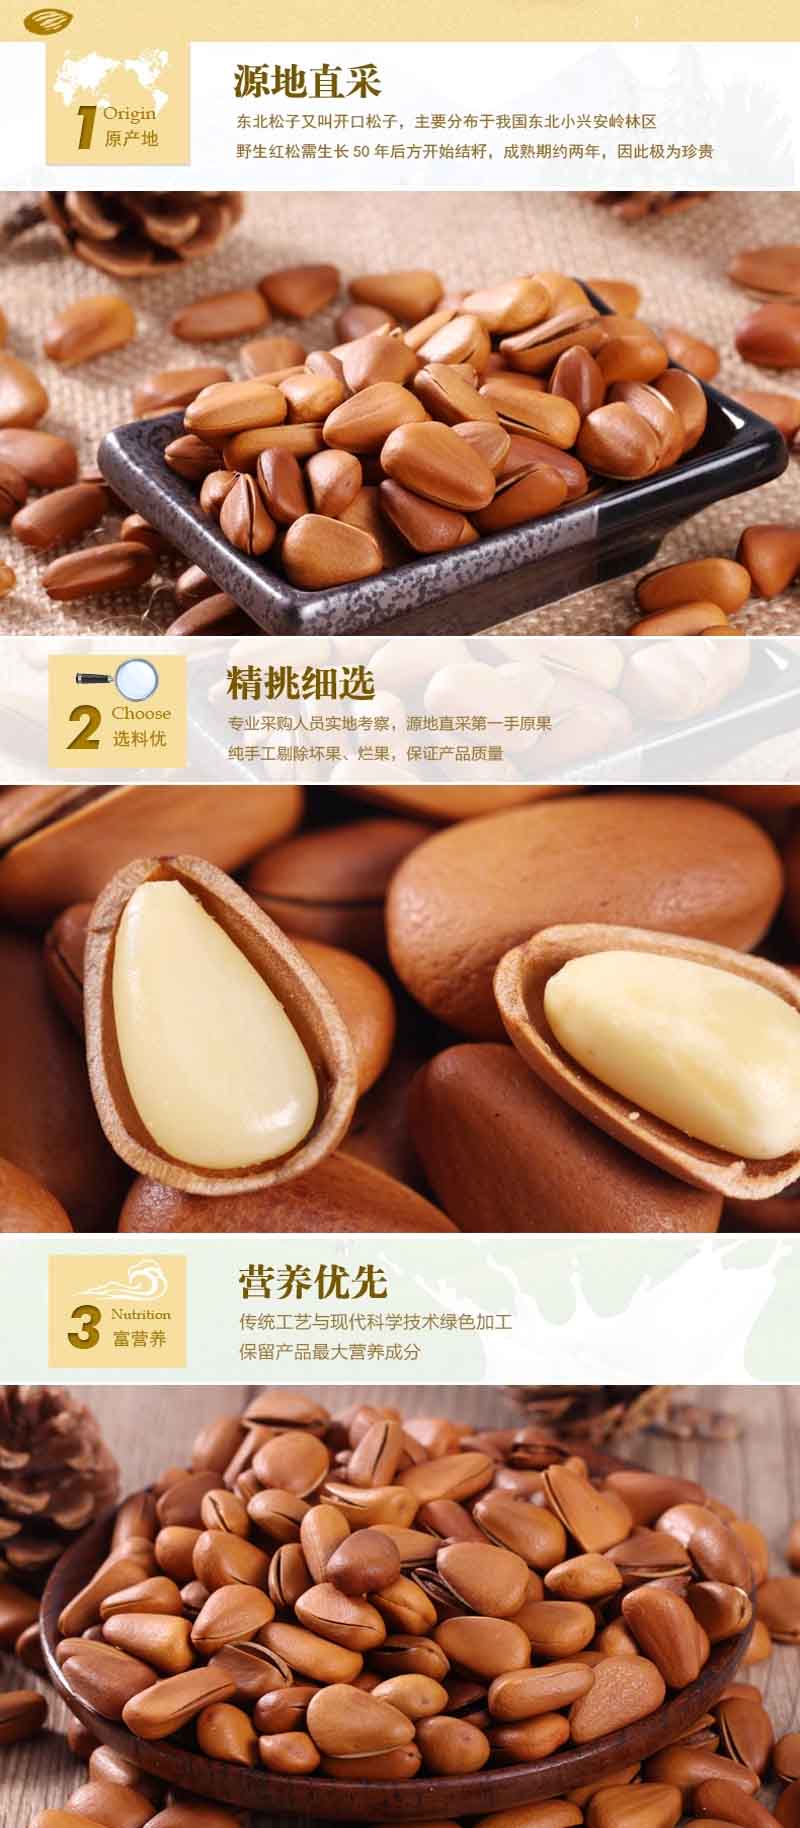 源地直采
1 Origin
原产地
东北松子又叫开口松子，主要分布于我国东北小兴安岭林区
野生红松需生长 50 年后方开始结籽，成熟期约两年，因此极为珍贵
精挑细选
2 Choose
选料优
专业采购人员实地考察，源地直采第一手原果
纯手工剔除坏果、烂果，保证产品质量
营养优先
3 Nutrition
富营养
传统工艺与现代科学技术绿色加工
保留产品最大营养成分